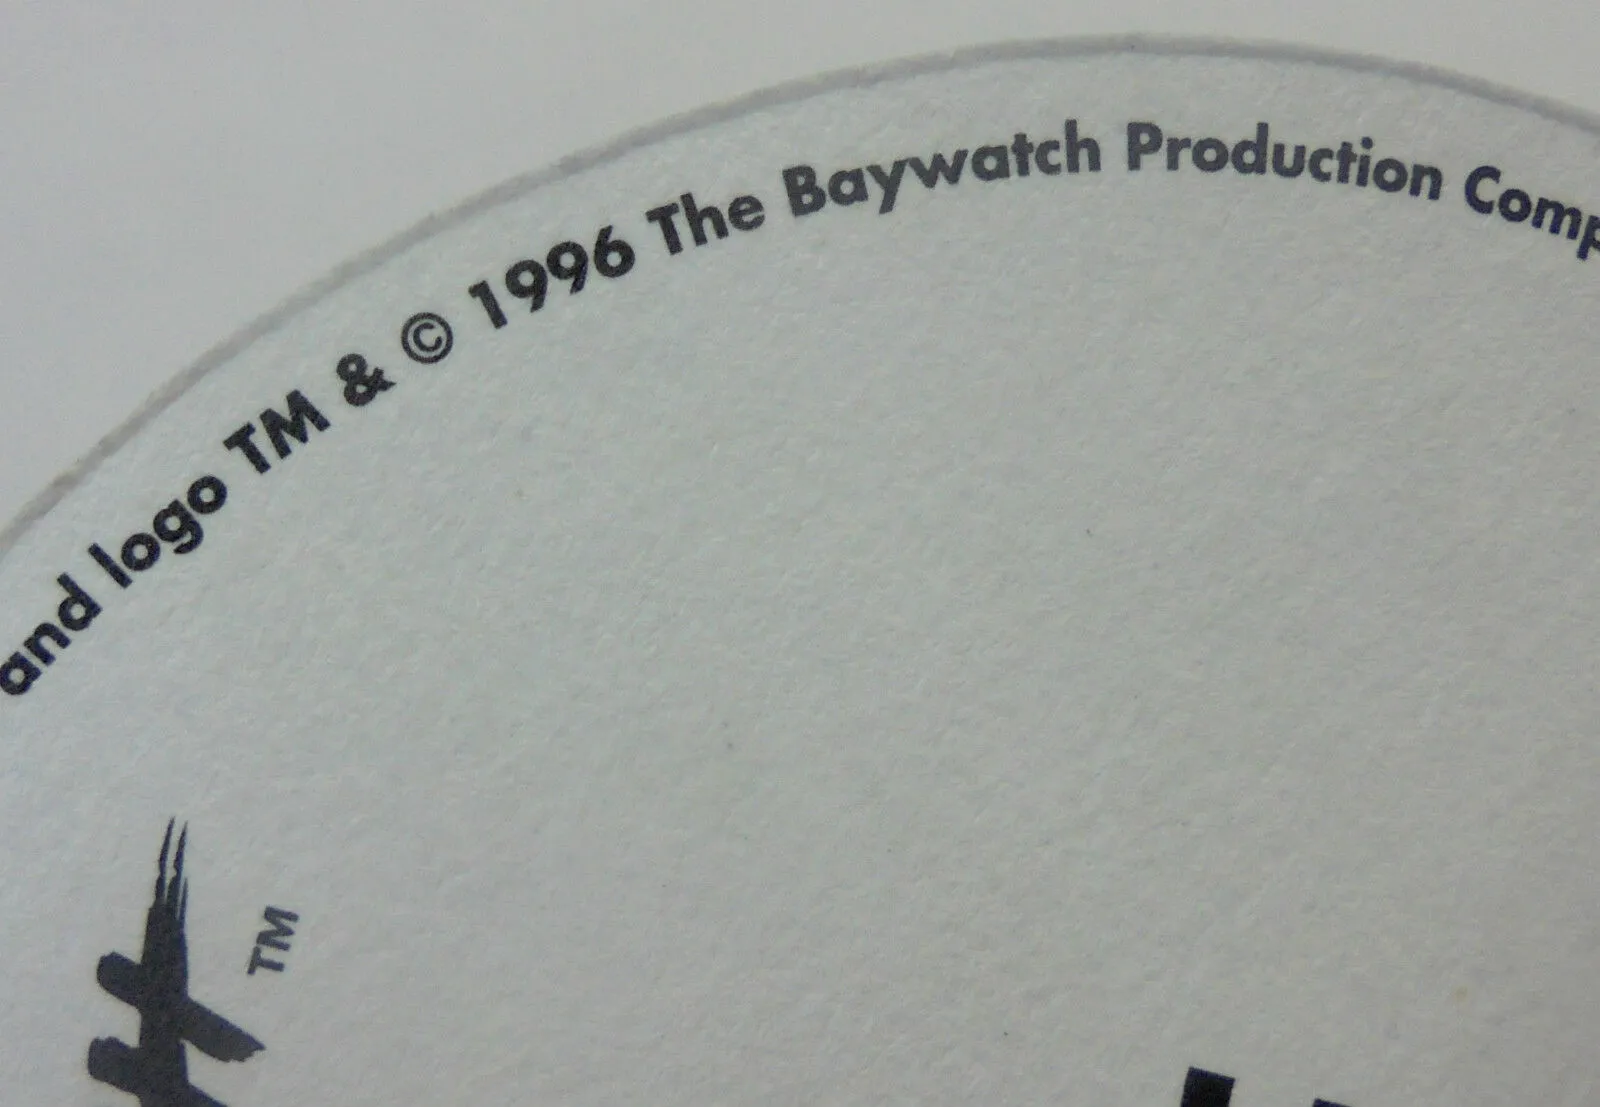 and logo TM & © 1996 The Baywatch Production Comp
TM